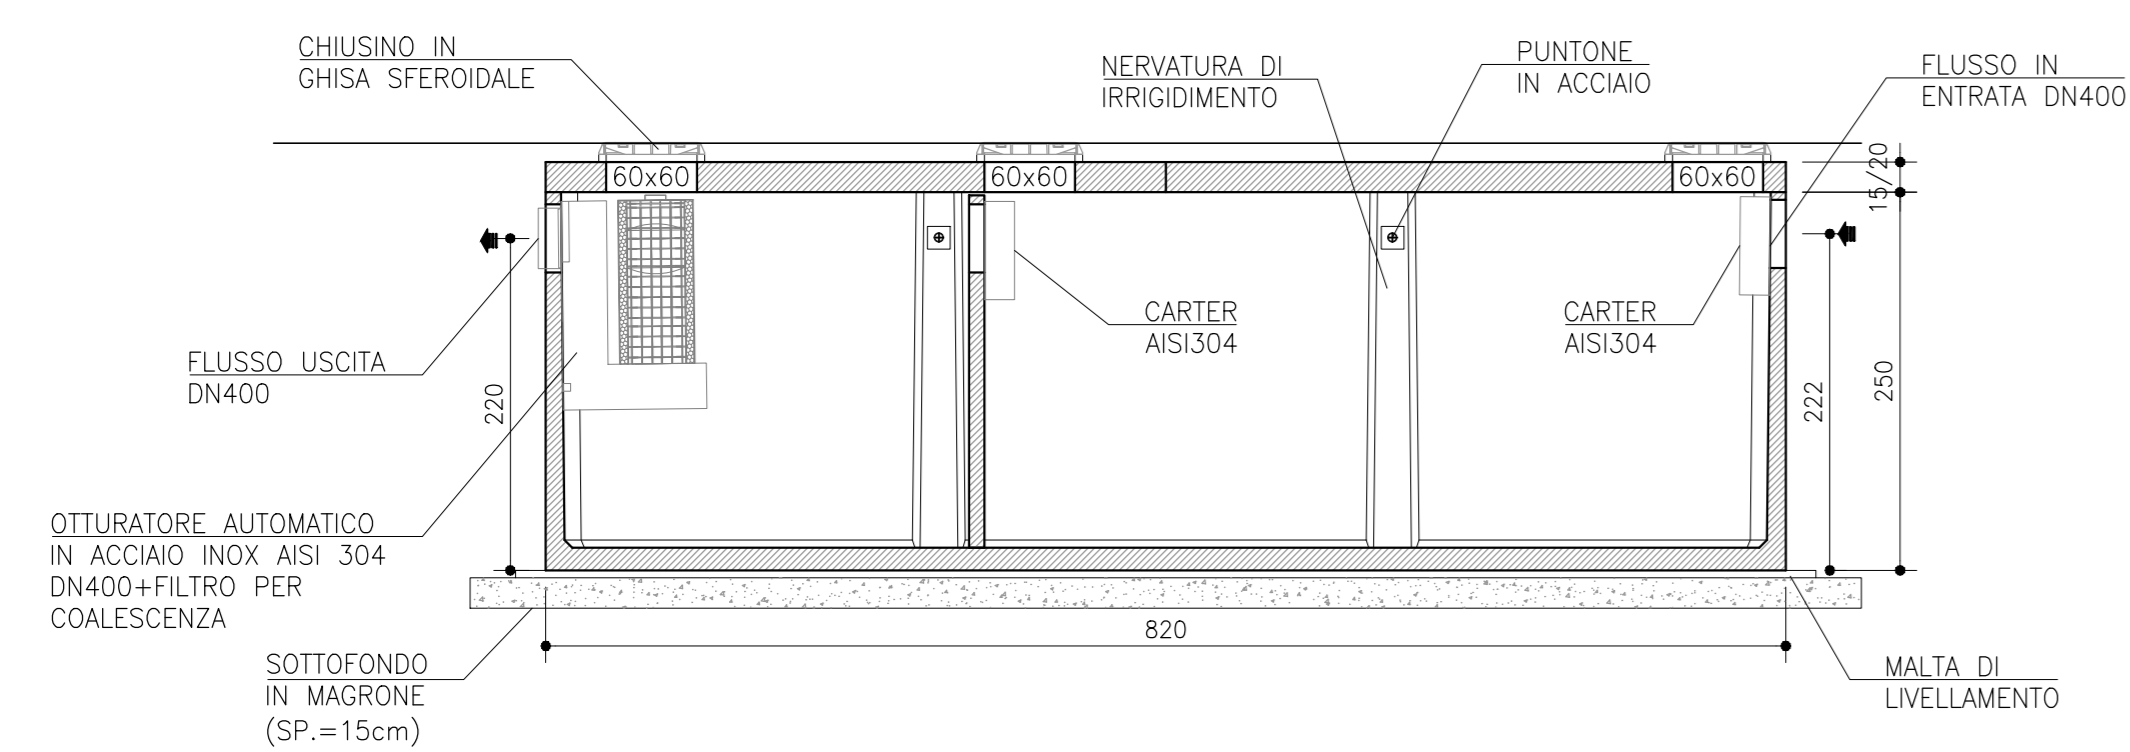 CHIUSINO IN
GHISA SFEROIDALE
NERVATURA DI
IRRIGIDIMENTO
PUNTONE
IN ACCIAIO
FLUSSO IN
ENTRATA DN400
60x60
60x60
60x60
15/20
CARTER
AISI304
CARTER
AISI304
FLUSSO USCITA
DN400
220
222
250
OTTURATORE AUTOMATICO
IN ACCIAIO INOX AISI 304
DN400+FILTRO PER
COALESCENZA
820
SOTTOFONDO
IN MAGRONE
(SP.=15cm)
MALTA DI
LIVELLAMENTO